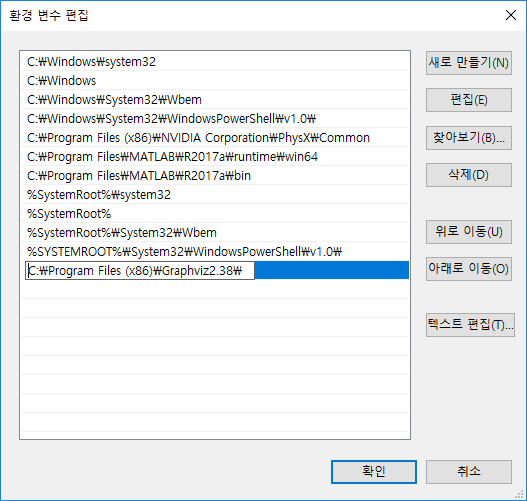 환경 변수 편집
C:₩Windows₩system32
C:₩Windows
C:₩Windows₩System32₩Wbem
C:₩Windows₩System32₩WindowsPowerShell₩v1.0₩
C:₩Program Files (x86)₩NVIDIA Corporation₩PhysX₩Common
C:₩Program Files₩MATLAB₩R2017a₩runtime₩win64
C:₩Program Files₩MATLAB₩R2017a₩bin
%SystemRoot%₩system32
%SystemRoot%
%SystemRoot%₩System32₩Wbem
%SYSTEMROOT%₩System32₩WindowsPowerShell₩v1.0₩
C:₩Program Files (x86)₩Graphviz2.38₩
새로 만들기(N)
편집(E)
찾아보기(B)...
삭제(D)
위로 이동(U)
아래로 이동(O)
텍스트 편집(T)...
확인
취소